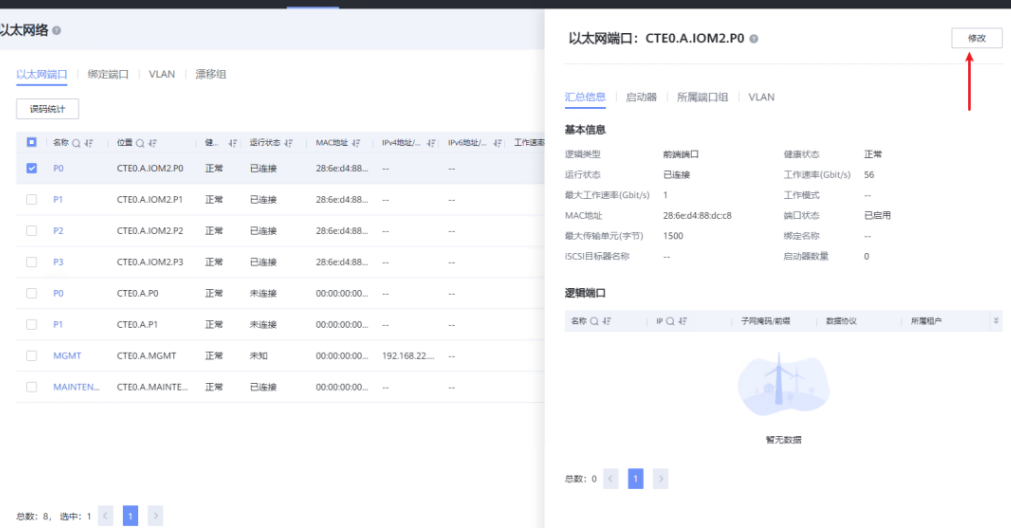 以太网络
以太网端口 绑定端口 VLAN 漂移组
误码统计
名称 位置 健... 运行状态 MAC地址 IPv4地址/... IPv6地址/... 工作速率
P0 CTE0.A.IOM2.P0 正常 已连接 28:6e:d4:88... -- --
P1 CTE0.A.IOM2.P1 正常 已连接 28:6e:d4:88... -- --
P2 CTE0.A.IOM2.P2 正常 已连接 28:6e:d4:88... -- --
P3 CTE0.A.IOM2.P3 正常 已连接 28:6e:d4:88... -- --
P0 CTE0.A.P0 正常 未连接 00:00:00:00... -- --
P1 CTE0.A.P1 正常 未连接 00:00:00:00... -- --
MGMT CTE0.A.MGMT 正常 未知 00:00:00:00... 192.168.22.... --
MAINTEN... CTE0.A.MAINTE... 正常 已连接 00:00:00:00... -- --
总数: 8, 选中: 1 < 1 >
以太网端口: CTE0.A.IOM2.P0
修改
汇总信息 启动器 所属端口组 VLAN
基本信息
逻辑类型 前端端口 健康状态 正常
运行状态 已连接 工作速率(Gbit/s) 56
最大工作速率(Gbit/s) 1 工作模式 --
MAC地址 28:6e:d4:88:dc:c8 端口状态 已启用
最大传输单元(字节) 1500 绑定名称 --
iSCSI目标器名称 -- 启动器数量 0
逻辑端口
名称 IP 子网掩码/前缀 数据协议 所属租户
暂无数据
总数: 0 < 1 >